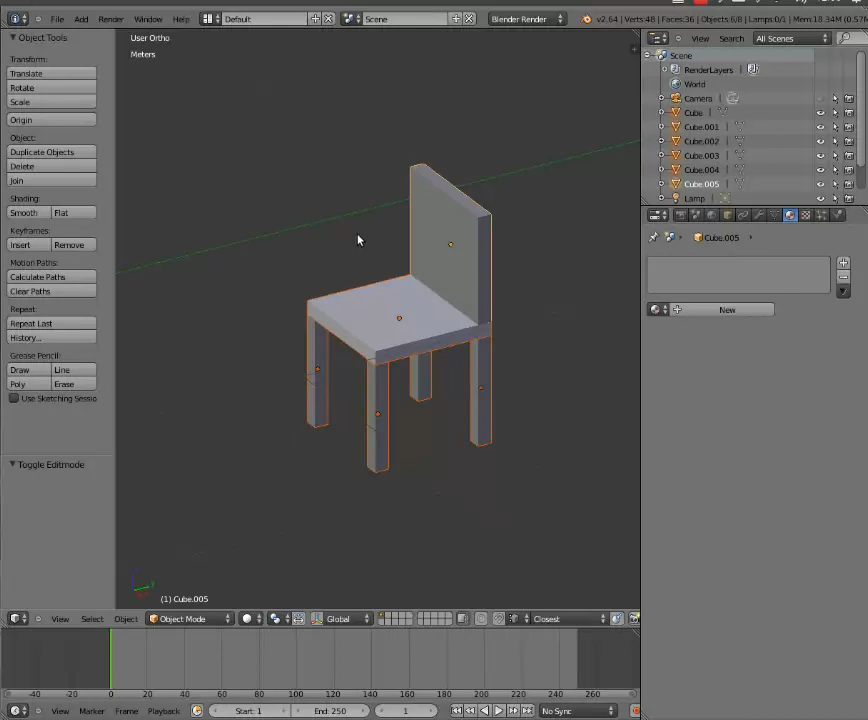 File Add Render Window Help Default Scene Blender Render v2.64 | Verts:48 | Faces:36 | Objects:6/8 | Lamps:0/1 | Mem:18.34M (0.57M
Object Tools
Transform:
Translate
Rotate
Scale
Origin
Object:
Duplicate Objects
Delete
Join
Shading:
Smooth Flat
Keyframes:
Insert Remove
Motion Paths:
Calculate Paths
Clear Paths
Repeat:
Repeat Last
History...
Grease Pencil:
Draw Line
Poly Erase
Use Sketching Sessio
Toggle Editmode
User Ortho
Meters
(1) Cube.005
View Search All Scenes
Scene
RenderLayers
World
Camera
Cube
Cube.001
Cube.002
Cube.003
Cube.004
Cube.005
Lamp
Cube.005
New
View Select Object Object Mode Global Closest
-40 -20 0 20 40 60 80 100 120 140 160 180 200 220 240 260
View Marker Frame Playback Start: 1 End: 250 1 No Sync